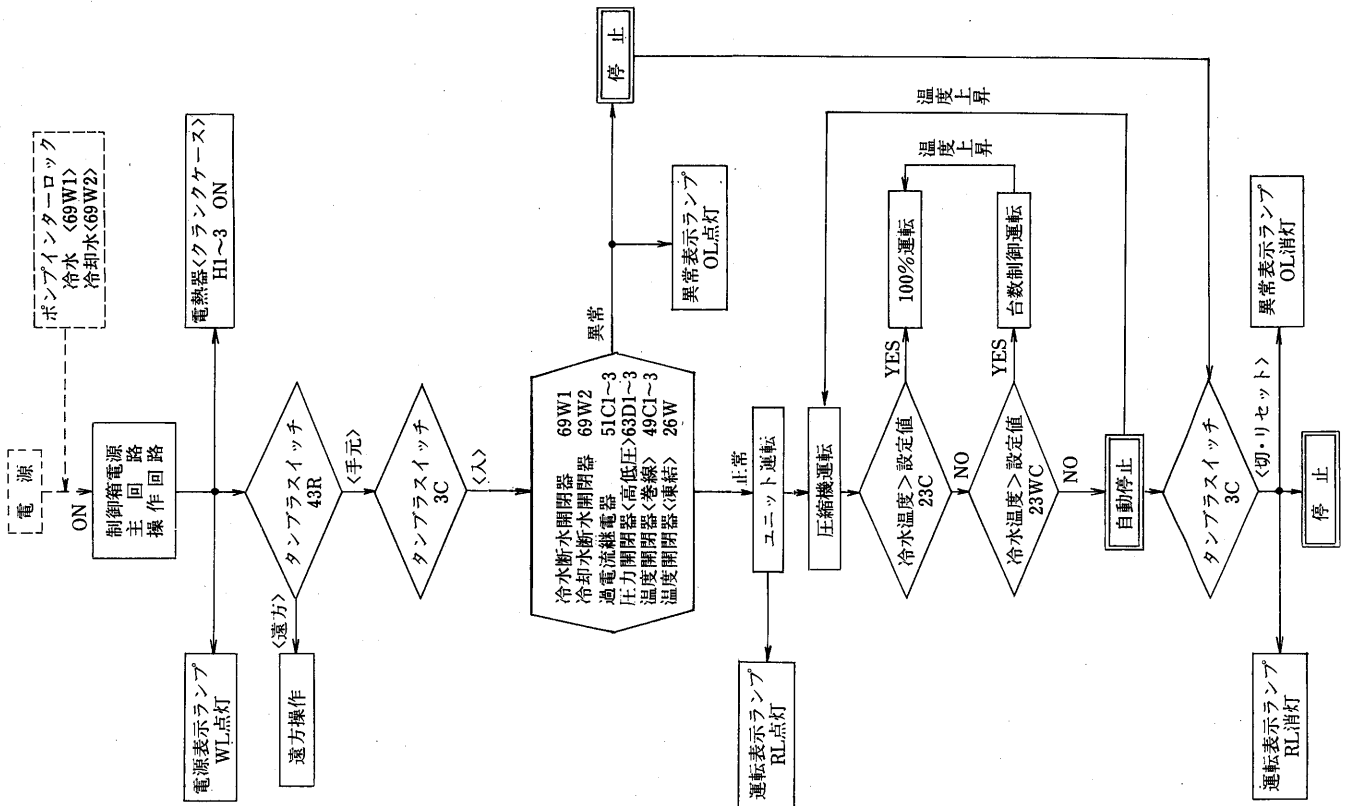 電源
ポンプインターロック
冷水 〈69W1〉
冷却水〈69W2〉
ON
制御箱電源
主回路
操作回路
電源表示ランプ
WL点灯
電熱器〈クランクケース〉
H1~3 ON
タンブラスイッチ
43R
〈遠方〉
遠方操作
〈手元〉
タンブラスイッチ
3C
〈入〉
冷水断水開閉器 69W1
冷却水断水開閉器 69W2
過電流継電器 51C1~3
圧力開閉器〈高低圧〉63D1~3
温度開閉器〈巻線〉 49C1~3
温度開閉器〈凍結〉 26W
異常
停止
異常表示ランプ
OL点灯
正常
ユニット運転
運転表示ランプ
RL点灯
圧縮機運転
冷水温度>設定値
23C
YES
100%運転
NO
冷水温度>設定値
23WC
YES
台数制御運転
温度上昇
温度上昇
NO
自動停止
タンブラスイッチ
3C
〈切・リセット〉
運転表示ランプ
RL消灯
停止
異常表示ランプ
OL消灯